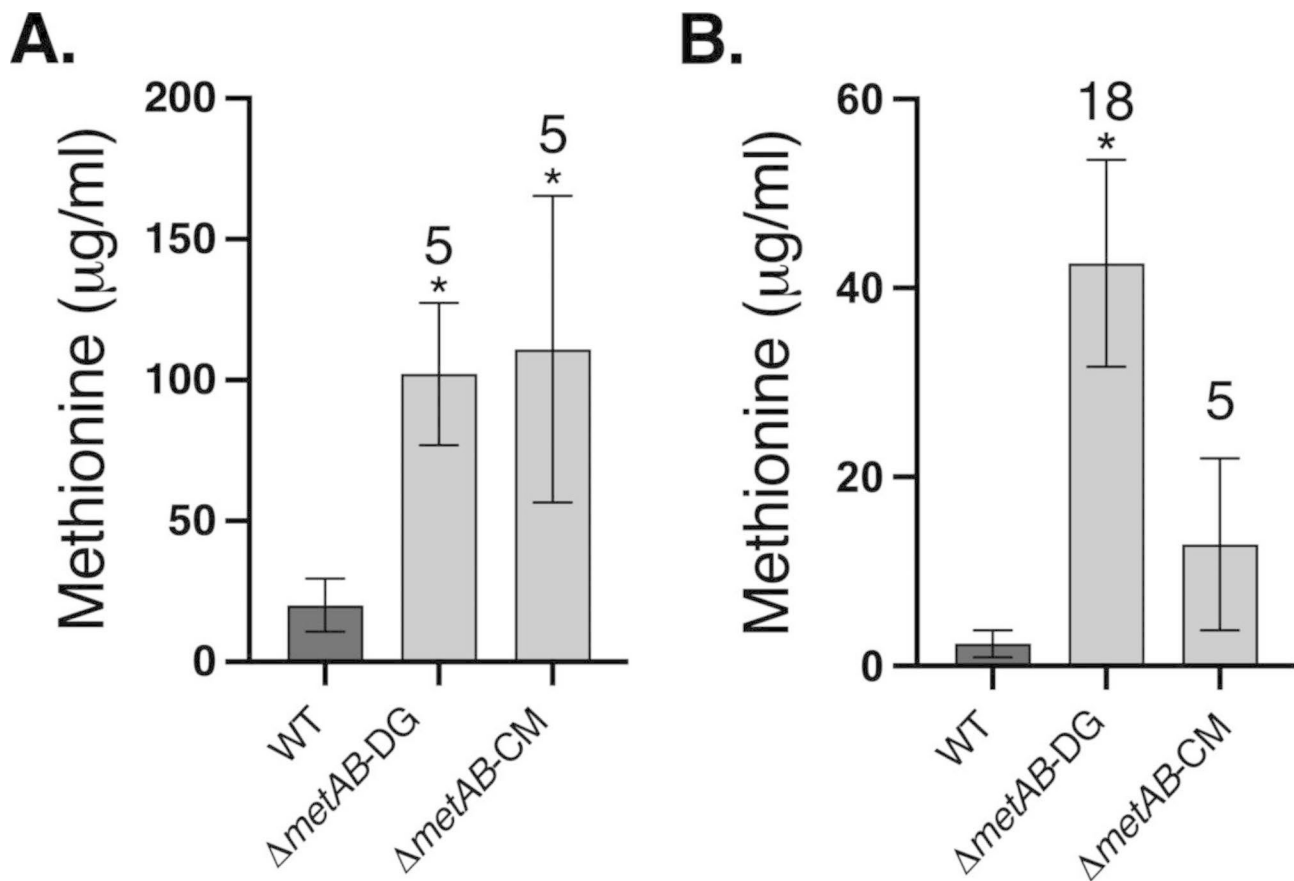 A.
Methionine (μg/ml)
200
150
100
50
0
5
*
5
*
WT
ΔmetAB-DG
ΔmetAB-CM
B.
Methionine (μg/ml)
60
40
20
0
18
*
5
WT
ΔmetAB-DG
ΔmetAB-CM